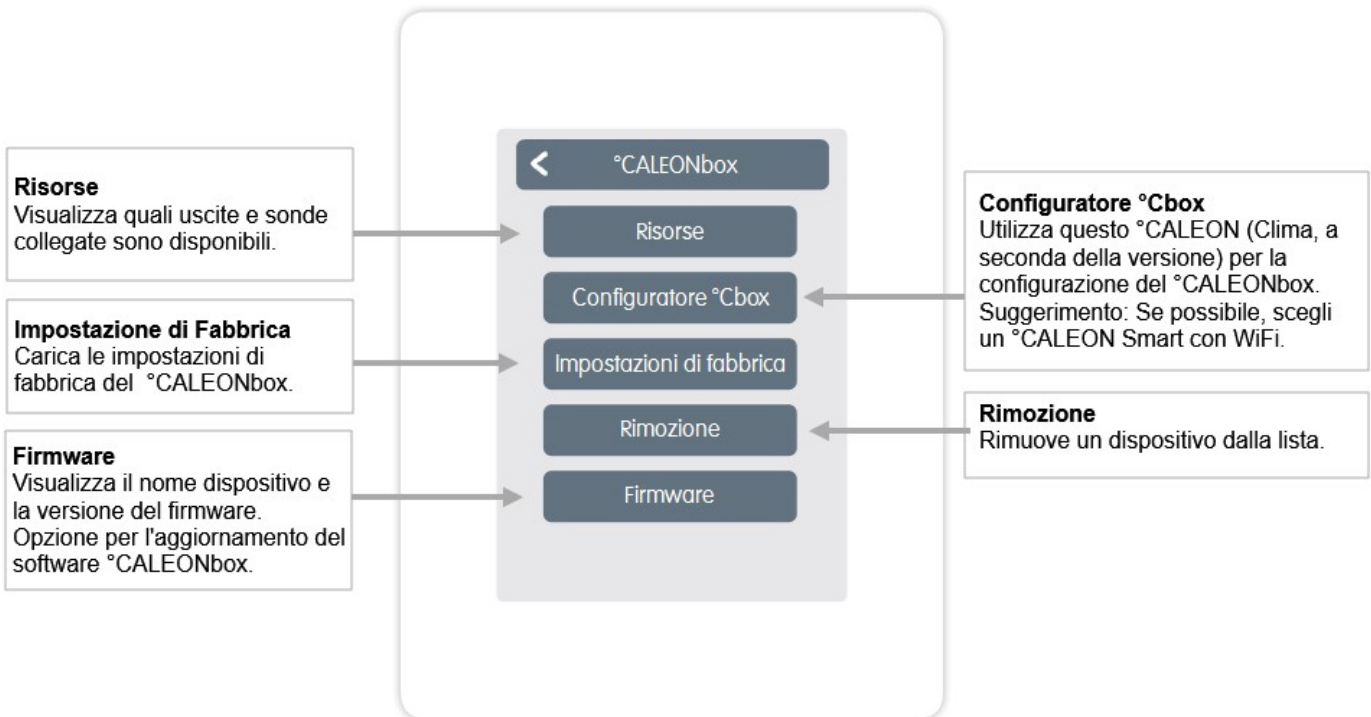 Risorse
Visualizza quali uscite e sonde
collegate sono disponibili.
Impostazione di Fabbrica
Carica le impostazioni di
fabbrica del °CALEONbox.
Firmware
Visualizza il nome dispositivo e
la versione del firmware.
Opzione per l'aggiornamento del
software °CALEONbox.
°CALEONbox
Risorse
Configuratore °Cbox
Impostazioni di fabbrica
Rimozione
Firmware
Configuratore °Cbox
Utilizza questo °CALEON (Clima, a
seconda della versione) per la
configurazione del °CALEONbox.
Suggerimento: Se possibile, scegli
un °CALEON Smart con WiFi.
Rimozione
Rimuove un dispositivo dalla lista.